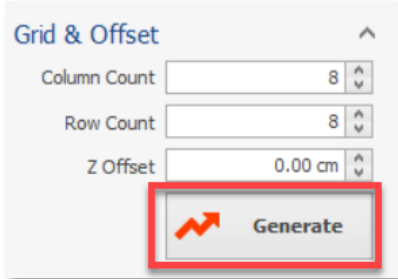 Grid & Offset
Column Count 8
Row Count 8
Z Offset 0.00 cm
Generate